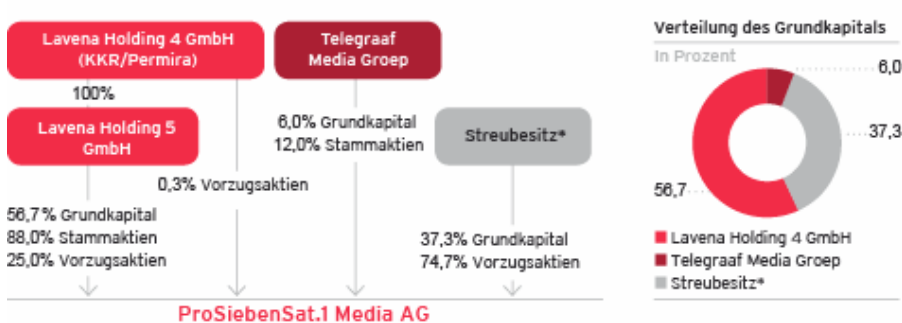 Lavena Holding 4 GmbH
(KKR/Permira)
100%
Lavena Holding 5
GmbH
0,3% Vorzugsaktien
56,7% Grundkapital
88,0% Stammaktien
25,0% Vorzugsaktien
Telegraaf
Media Groep
6,0% Grundkapital
12,0% Stammaktien
Streubesitz*
37,3% Grundkapital
74,7% Vorzugsaktien
ProSiebenSat.1 Media AG
Verteilung des Grundkapitals
In Prozent
6,0
37,3
56,7
Lavena Holding 4 GmbH
Telegraaf Media Groep
Streubesitz*